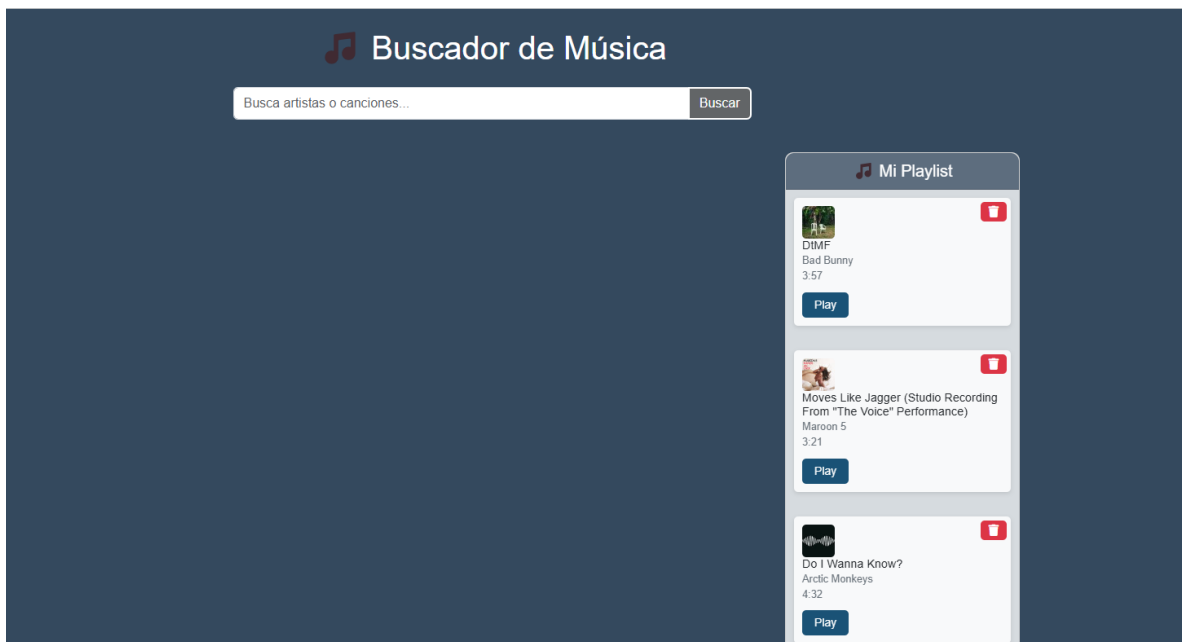 Buscador de Música
Busca artistas o canciones...
Buscar
Mi Playlist
DtMF
Bad Bunny
3:57
Play
Moves Like Jagger (Studio Recording
From "The Voice" Performance)
Maroon 5
3:21
Play
Do I Wanna Know?
Arctic Monkeys
4:32
Play